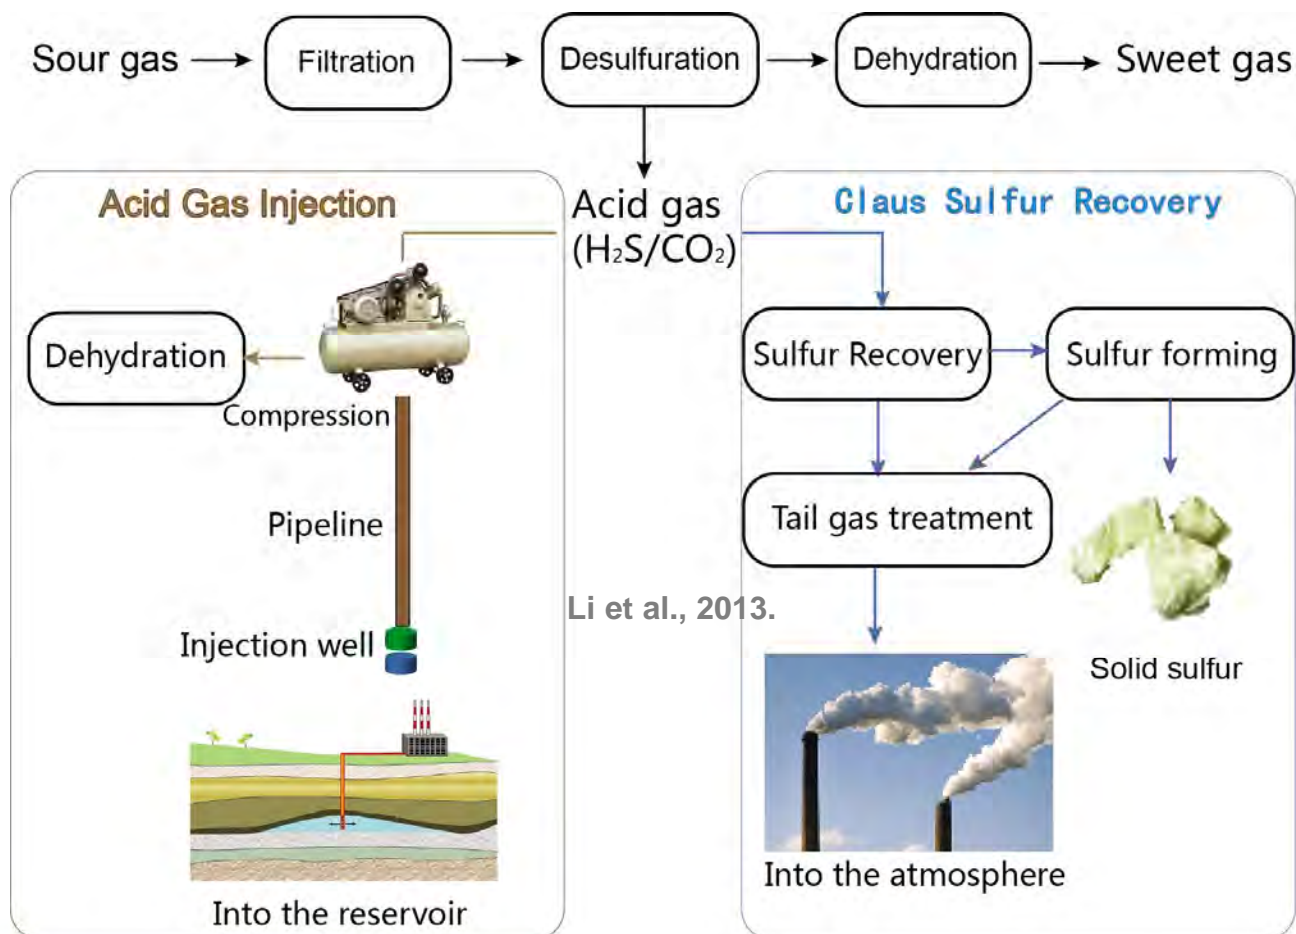 Sour gas
Filtration
Desulfuration
Dehydration
Sweet gas
Acid Gas Injection
Acid gas
(H₂S/CO₂)
Claus Sulfur Recovery
Dehydration
Compression
Sulfur Recovery
Sulfur forming
Pipeline
Tail gas treatment
Li et al., 2013.
Injection well
Solid sulfur
Into the atmosphere
Into the reservoir